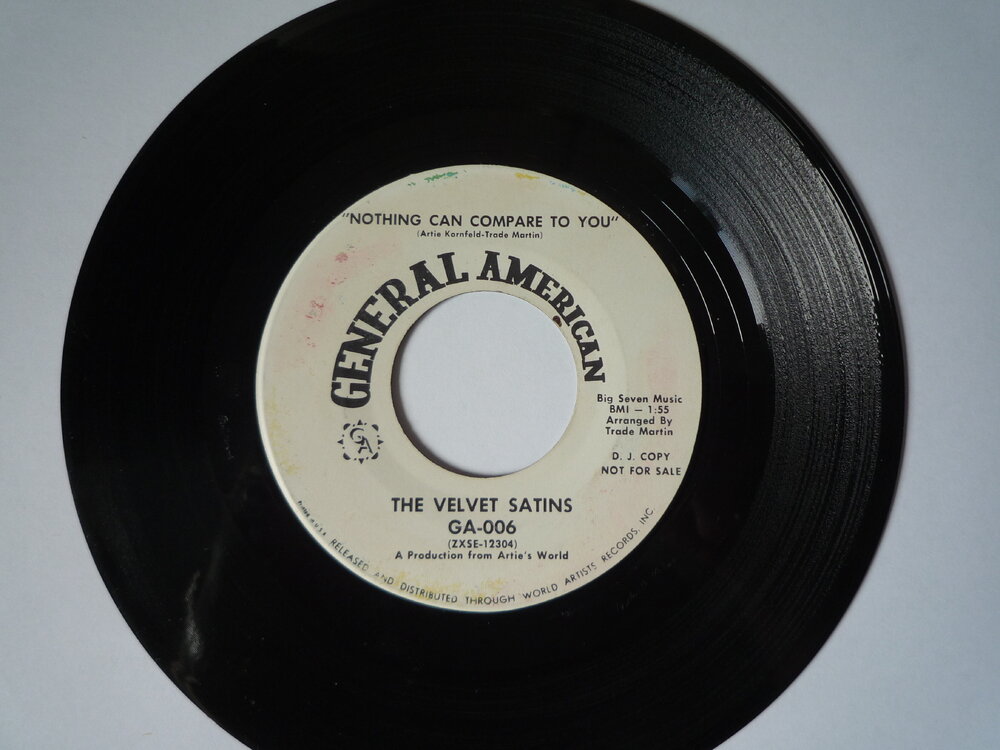 "NOTHING CAN COMPARE TO YOU"
(Artie Kornfeld-Trade Martin)
GENERAL AMERICAN
Big Seven Music
BMI — 1:55
Arranged By
Trade Martin
D. J. COPY
NOT FOR SALE
GA
THE VELVET SATINS
GA-006
(ZXSE-12304)
A Production from Artie's World
RELEASED AND DISTRIBUTED THROUGH WORLD ARTISTS RECORDS, INC